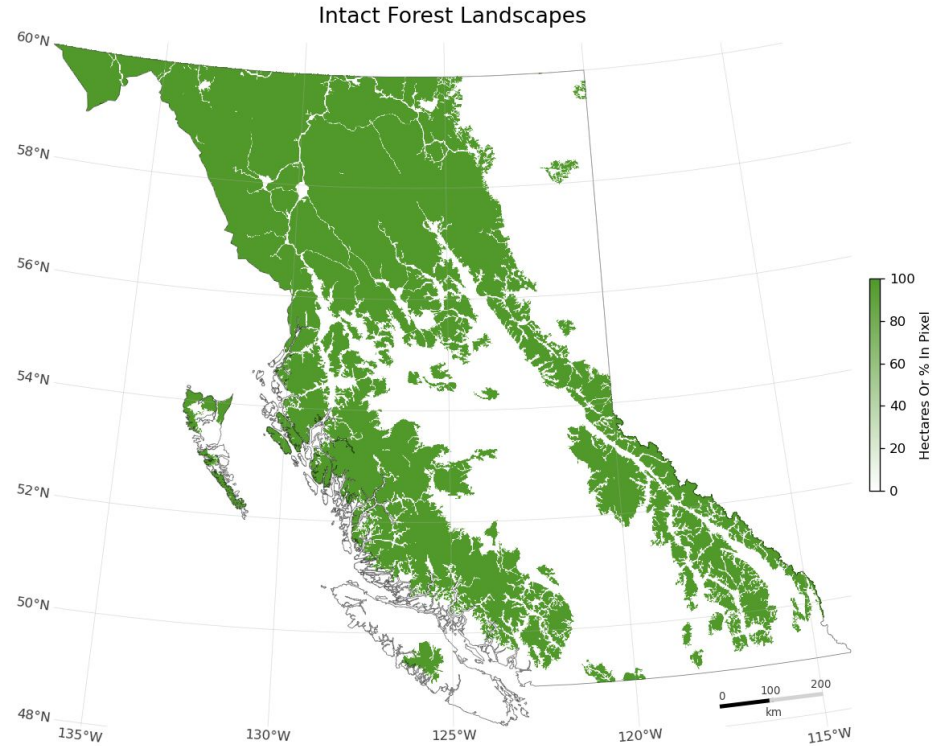 Intact Forest Landscapes
60°N
58°N
56°N
54°N
52°N
50°N
48°N
135°W
130°W
125°W
120°W
115°W
0 100 200
km
100
80
60
40
20
0
Hectares Or % In Pixel